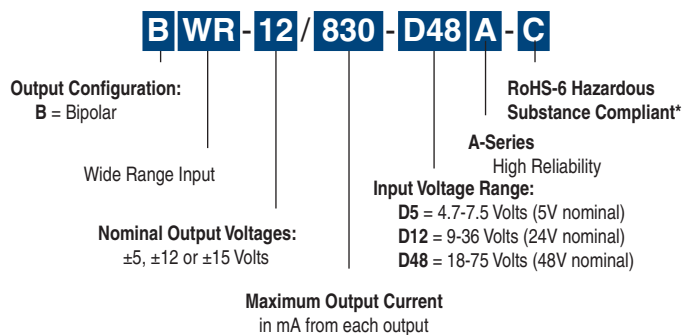 B WR - 12 / 830 - D48 A - C
Output Configuration:
B = Bipolar
Wide Range Input
Nominal Output Voltages:
±5, ±12 or ±15 Volts
Maximum Output Current
in mA from each output
Input Voltage Range:
D5 = 4.7-7.5 Volts (5V nominal)
D12 = 9-36 Volts (24V nominal)
D48 = 18-75 Volts (48V nominal)
A-Series
High Reliability
RoHS-6 Hazardous
Substance Compliant*